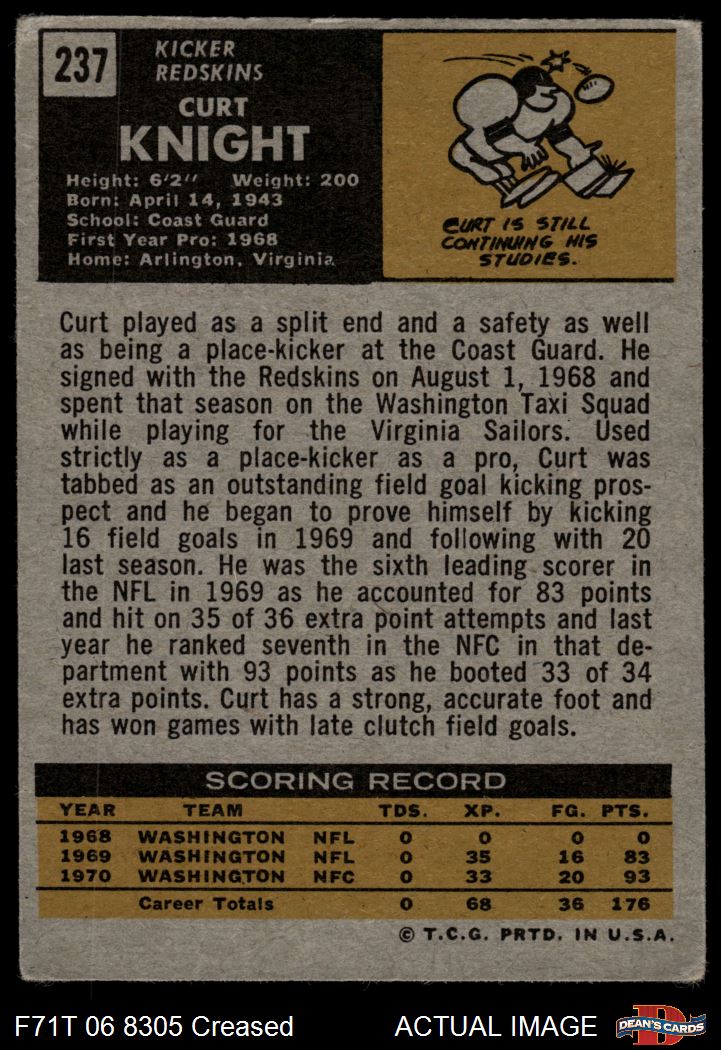 237
KICKER
REDSKINS
CURT
KNIGHT
Height: 6'2" Weight: 200
Born: April 14, 1943
School: Coast Guard
First Year Pro: 1968
Home: Arlington, Virginia
CURT IS STILL
CONTINUING HIS
STUDIES.
Curt played as a split end and a safety as well
as being a place-kicker at the Coast Guard. He
signed with the Redskins on August 1, 1968 and
spent that season on the Washington Taxi Squad
while playing for the Virginia Sailors. Used
strictly as a place-kicker as a pro, Curt was
tabbed as an outstanding field goal kicking pros-
pect and he began to prove himself by kicking
16 field goals in 1969 and following with 20
last season. He was the sixth leading scorer in
the NFL in 1969 as he accounted for 83 points
and hit on 35 of 36 extra point attempts and last
year he ranked seventh in the NFC in that de-
partment with 93 points as he booted 33 of 34
extra points. Curt has a strong, accurate foot and
has won games with late clutch field goals.
SCORING RECORD
YEAR TEAM TDS. XP. FG. PTS.
1968 WASHINGTON NFL 0 0 0 0
1969 WASHINGTON NFL 0 35 16 83
1970 WASHINGTON NFC 0 33 20 93
Career Totals 0 68 36 176
© T.C.G. PRTD. IN U.S.A.
F71T 06 8305 Creased ACTUAL IMAGE
DEAN'S CARDS